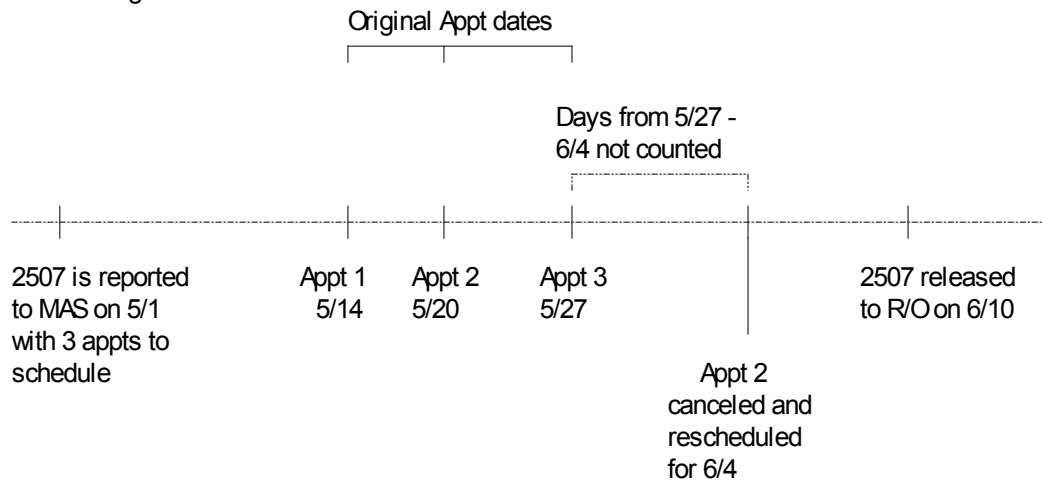 Original Appt dates
Days from 5/27 -
6/4 not counted
2507 is reported
to MAS on 5/1
with 3 appts to
schedule
Appt 1
5/14
Appt 2
5/20
Appt 3
5/27
2507 released
to R/O on 6/10
Appt 2
canceled and
rescheduled
for 6/4